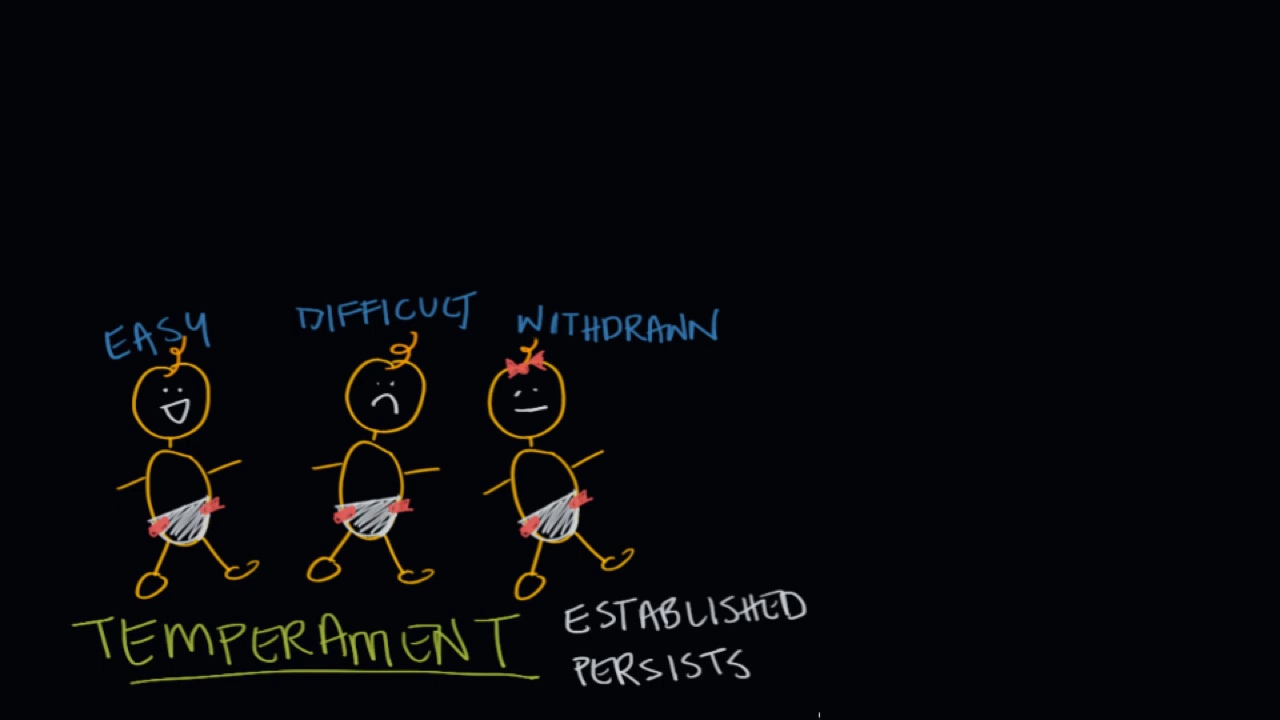 EASY
DIFFICULT
WITHDRAWN
TEMPERAMENT
ESTABLISHED
PERSISTS